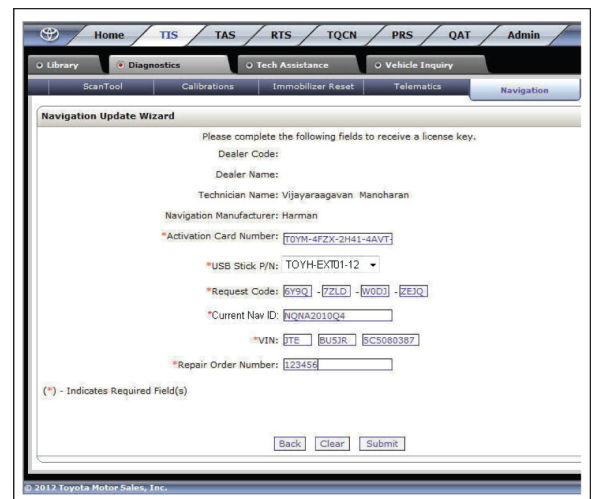 Home TIS TAS RTS TQCN PRS QAT Admin
Library Diagnostics Tech Assistance Vehicle Inquiry
ScanTool Calibrations Immobilizer Reset Telematics Navigation
Navigation Update Wizard
Please complete the following fields to receive a license key.
Dealer Code:
Dealer Name:
Technician Name: Vijayaraagavan Manoharan
Navigation Manufacturer: Harman
*Activation Card Number: T0YM-4FZX-2H41-4AVT-
*USB Stick P/N: TOYH-EXT01-12
*Request Code: 6Y9Q - 7ZLD - W0DJ - ZEJQ
*Current Nav ID: NQNA2010Q4
*VIN: JTE BU5JR 5C5080387
*Repair Order Number: 123456
(*) - Indicates Required Field(s)
Back Clear Submit
© 2012 Toyota Motor Sales, Inc.